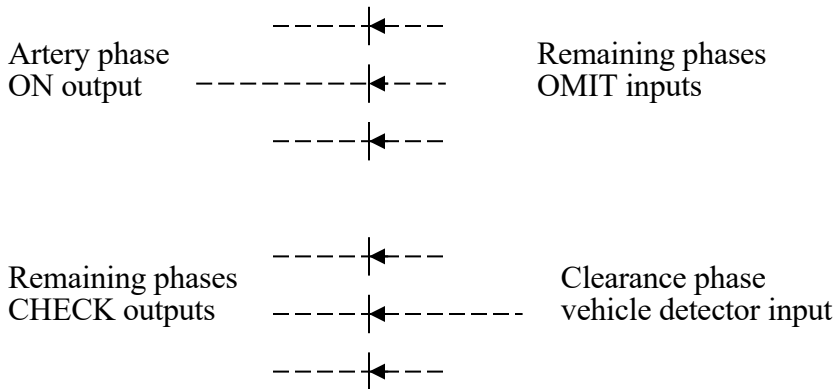 Artery phase
ON output
Remaining phases
OMIT inputs
Remaining phases
CHECK outputs
Clearance phase
vehicle detector input